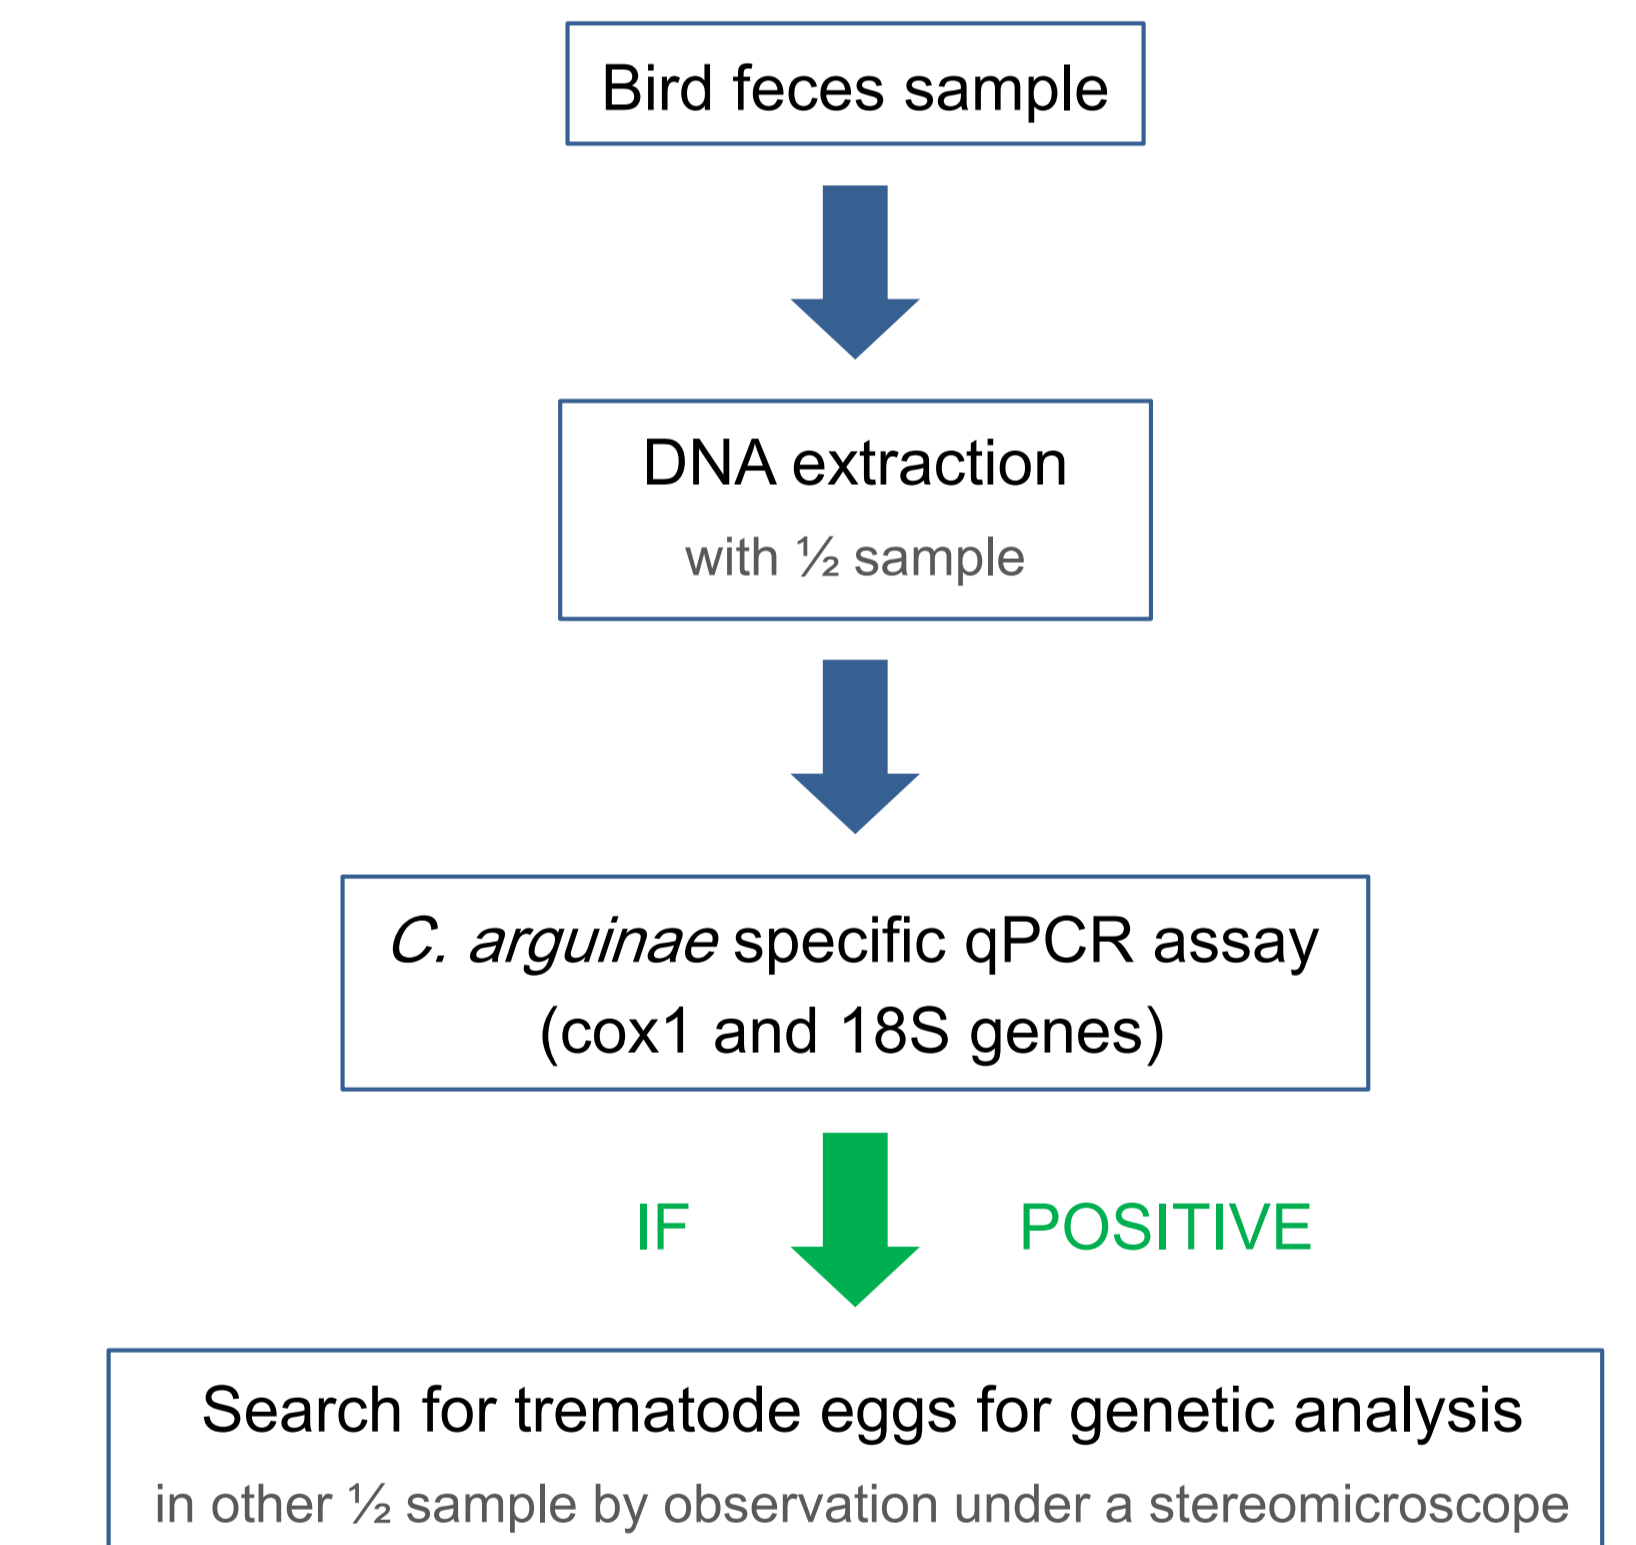 Bird feces sample
DNA extraction
with ½ sample
C. arguinae specific qPCR assay
(cox1 and 18S genes)
IF POSITIVE
Search for trematode eggs for genetic analysis
in other ½ sample by observation under a stereomicroscope